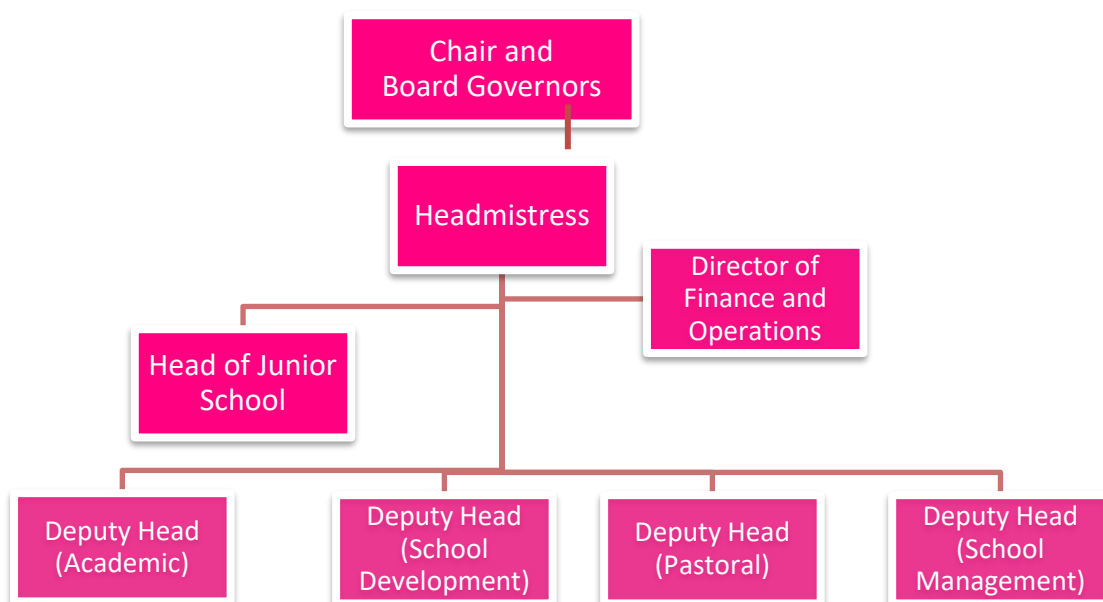 Chair and
Board Governors
Headmistress
Director of
Finance and
Operations
Head of Junior
School
Deputy Head
(Academic)
Deputy Head
(School
Development)
Deputy Head
(Pastoral)
Deputy Head
(School
Management)